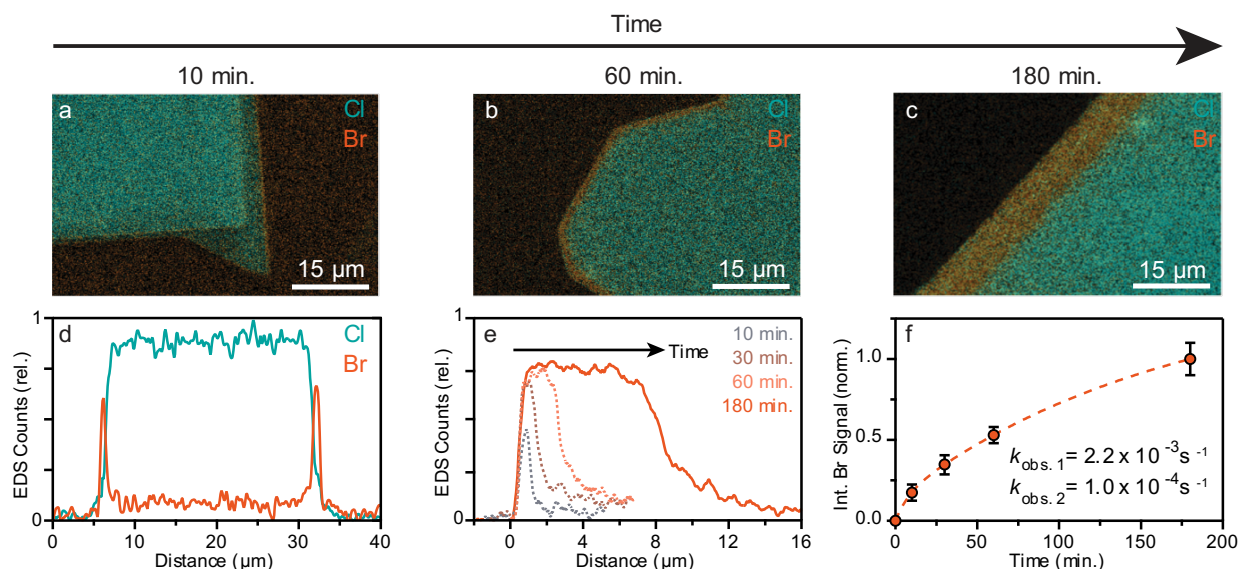 Time
10 min.
60 min.
180 min.
a
Cl
Br
15 µm
b
Cl
Br
15 µm
c
Cl
Br
15 µm
d
Cl
Br
1
0
EDS Counts (rel.)
0 10 20 30 40
Distance (µm)
e
Time
10 min.
30 min.
60 min.
180 min.
1
0
EDS Counts (rel.)
0 4 8 12 16
Distance (µm)
f
1.0
0.5
0.0
Int. Br Signal (norm.)
k obs. 1 = 2.2 x 10 -3 s -1
k obs. 2 = 1.0 x 10 -4 s -1
0 50 100 150 200
Time (min.)